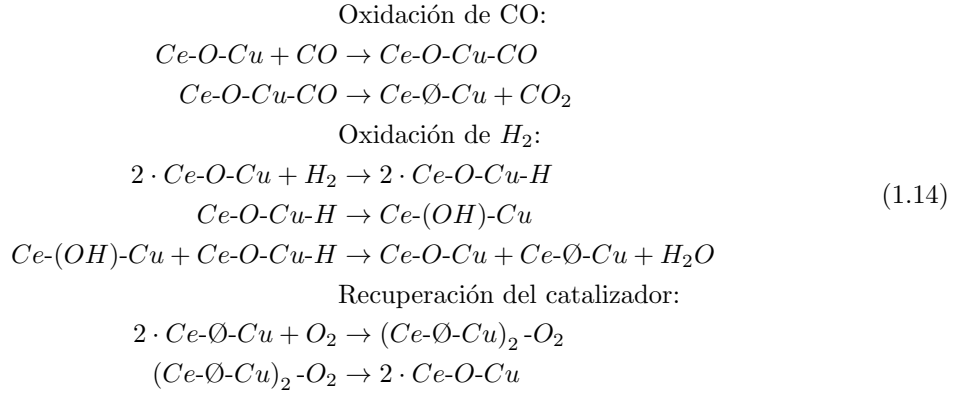 Oxidación de CO:
Ce-O-Cu + CO → Ce-O-Cu-CO
Ce-O-Cu-CO → Ce-Ø-Cu + CO₂
Oxidación de H₂:
2 · Ce-O-Cu + H₂ → 2 · Ce-O-Cu-H
Ce-O-Cu-H → Ce-(OH)-Cu
(1.14)
Ce-(OH)-Cu + Ce-O-Cu-H → Ce-O-Cu + Ce-Ø-Cu + H₂O
Recuperación del catalizador:
2 · Ce-Ø-Cu + O₂ → (Ce-Ø-Cu)₂-O₂
(Ce-Ø-Cu)₂-O₂ → 2 · Ce-O-Cu